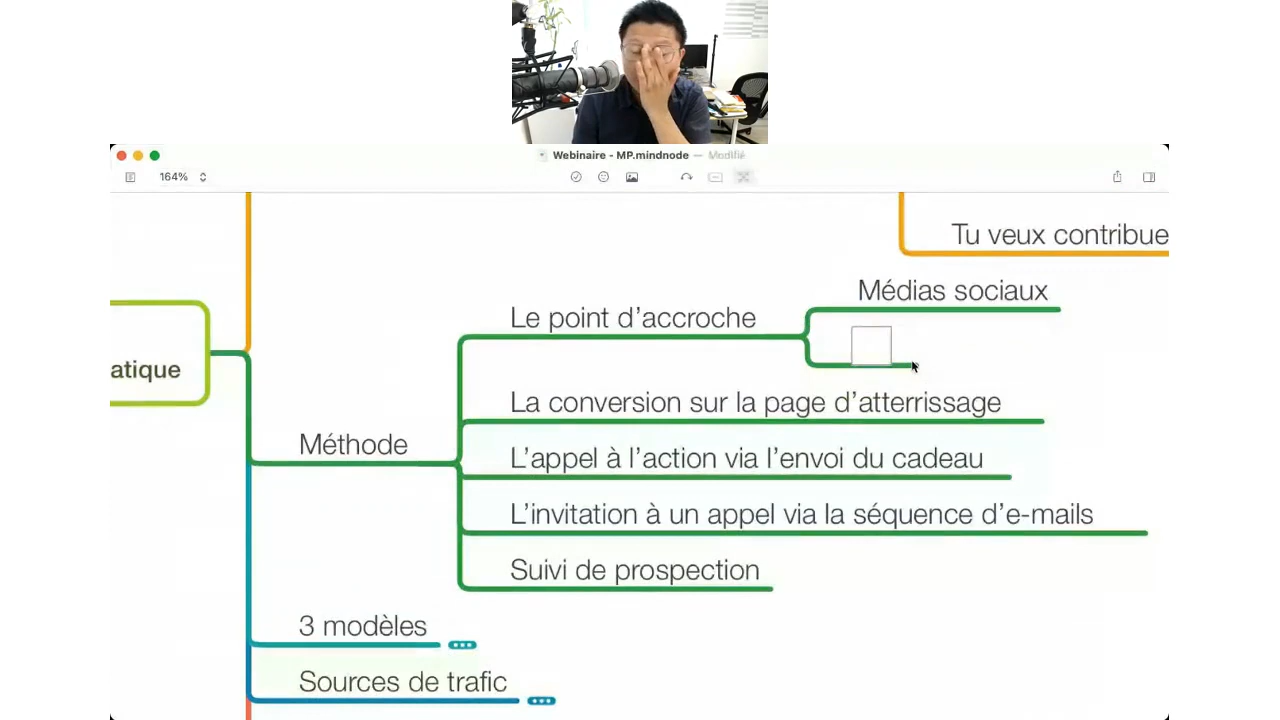 Webinaire - MP.mindnode — Modifié
164%
Tu veux contribue
Médias sociaux
Le point d’accroche
atique
La conversion sur la page d’atterrissage
Méthode
L’appel à l’action via l’envoi du cadeau
L’invitation à un appel via la séquence d’e-mails
Suivi de prospection
3 modèles
Sources de trafic